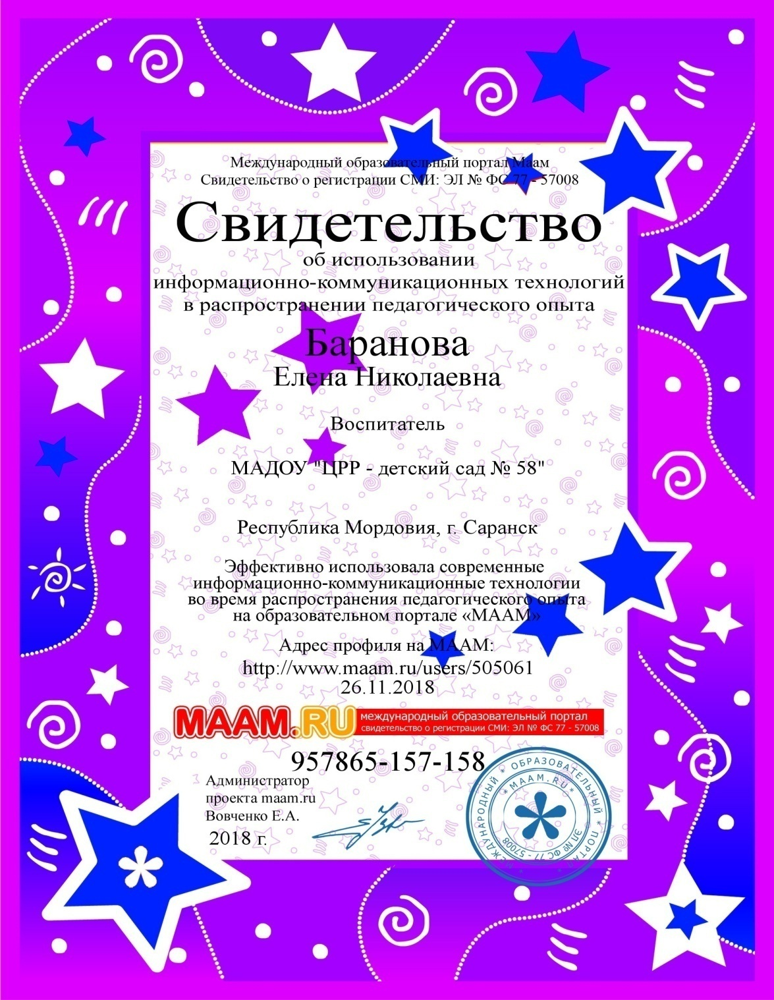 Международный образовательный портал Маам
Свидетельство о регистрации СМИ: ЭЛ № ФС 77 - 57008
Свидетельство
об использовании
информационно-коммуникационных технологий
в распространении педагогического опыта
Баранова
Елена Николаевна
Воспитатель
МАДОУ "ЦРР - детский сад № 58"
Республика Мордовия, г. Саранск
Эффективно использовала современные
информационно-коммуникационные технологии
во время распространения педагогического опыта
на образовательном портале «МААМ»
Адрес профиля на МААМ:
http://www.maam.ru/users/505061
26.11.2018
MAAM.RU международный образовательный портал
свидетельство о регистрации СМИ: ЭЛ № ФС 77 - 57008
957865-157-158
Администратор
проекта maam.ru
Вовченко Е.А.
2018 г.
МЕЖДУНАРОДНЫЙ * ОБРАЗОВАТЕЛЬНЫЙ * ПОРТАЛ *
* MAAM.RU *
ЭЛ № ФС 77 - 57008